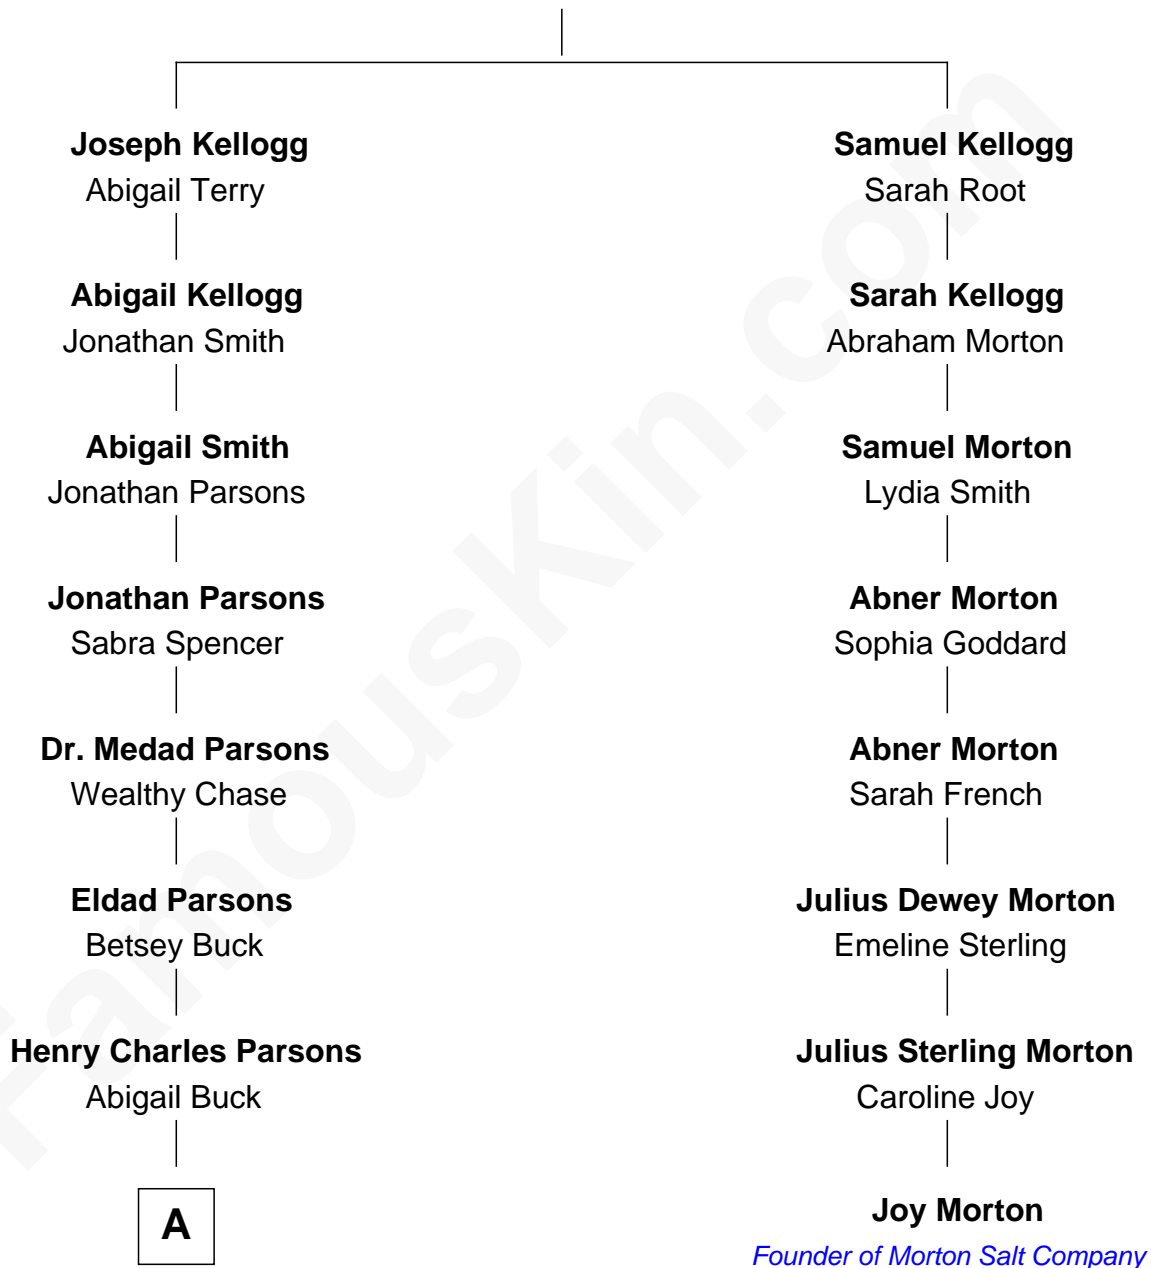 Joseph Kellogg
Abigail Terry
Abigail Kellogg
Jonathan Smith
Abigail Smith
Jonathan Parsons
Jonathan Parsons
Sabra Spencer
Dr. Medad Parsons
Wealthy Chase
Eldad Parsons
Betsey Buck
Henry Charles Parsons
Abigail Buck
A
Samuel Kellogg
Sarah Root
Sarah Kellogg
Abraham Morton
Samuel Morton
Lydia Smith
Abner Morton
Sophia Goddard
Abner Morton
Sarah French
Julius Dewey Morton
Emeline Sterling
Julius Sterling Morton
Caroline Joy
Joy Morton
Founder of Morton Salt Company
FamousKin.com